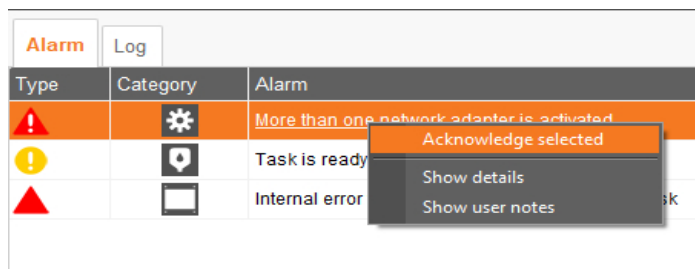 Alarm Log
Type Category Alarm
More than one network adapter is activated
Acknowledge selected
Task is ready
Show details
Internal error
Show user notes